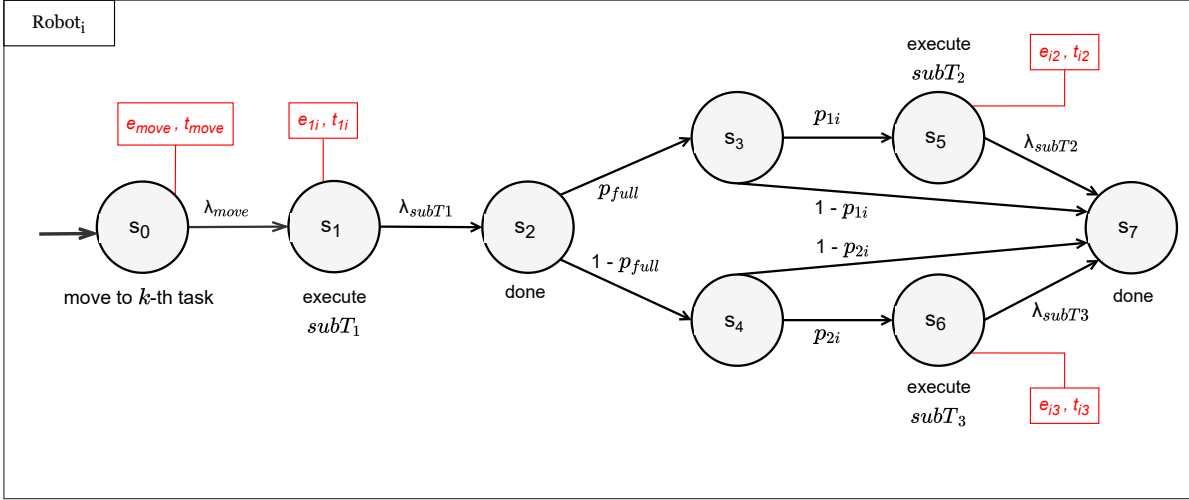 Robot_i
e_move, t_move
e_1i, t_1i
s_0
λ_move
s_1
λ_subT1
s_2
move to k-th task
execute
subT_1
done
p_full
1 - p_full
s_3
p_1i
1 - p_1i
execute
subT_2
s_5
e_i2, t_i2
λ_subT2
s_4
1 - p_2i
p_2i
s_6
execute
subT_3
λ_subT3
e_i3, t_i3
s_7
done